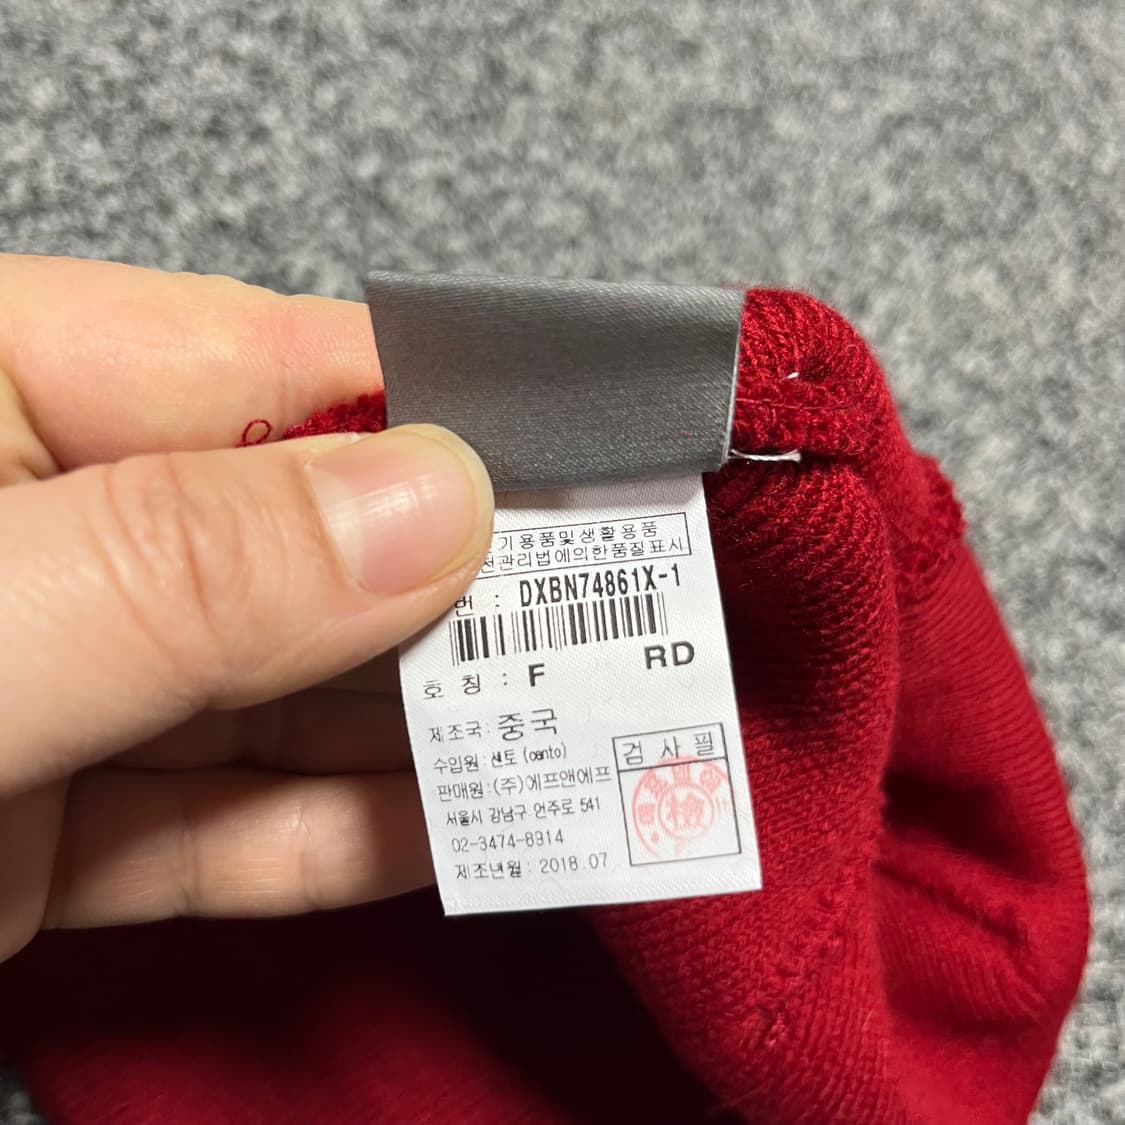 기용품및생활용품
전관리법에의한품질표시
번 : DXBN74861X-1
호 칭 : F RD
제조국: 중국
수입원: 센토 (cento)
판매원:(주)에프앤에프
서울시 강남구 언주로 541
02-3474-8914
제조년월: 2018.07
검 사 필
檢